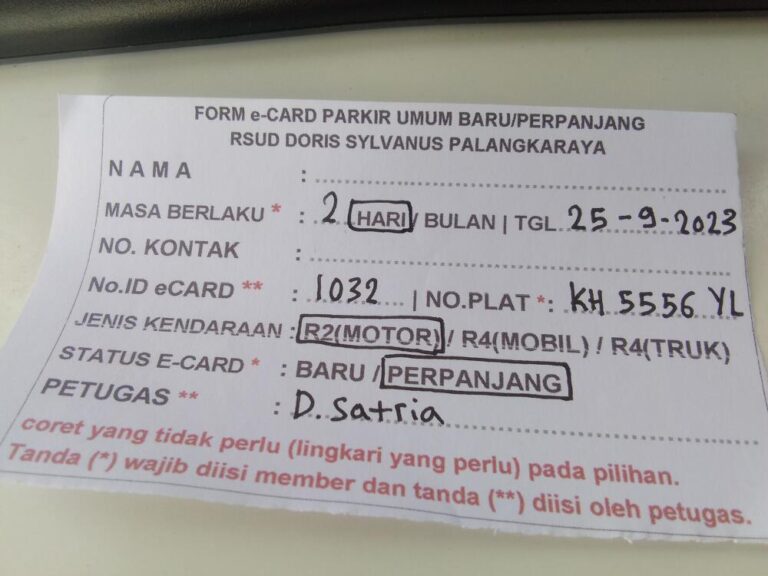 FORM e-CARD PARKIR UMUM BARU/PERPANJANG
RSUD DORIS SYLVANUS PALANGKARAYA
NAMA :
MASA BERLAKU * : 2 HARI / BULAN | TGL. 25-9-2023
NO. KONTAK :
No.ID eCARD ** : 1032 | NO.PLAT *: KH 5556 YL
JENIS KENDARAAN : R2(MOTOR) / R4(MOBIL) / R4(TRUK)
STATUS E-CARD * : BARU / PERPANJANG
PETUGAS ** : D. Satria
coret yang tidak perlu (lingkari yang perlu) pada pilihan.
Tanda (*) wajib diisi member dan tanda (**) diisi oleh petugas.